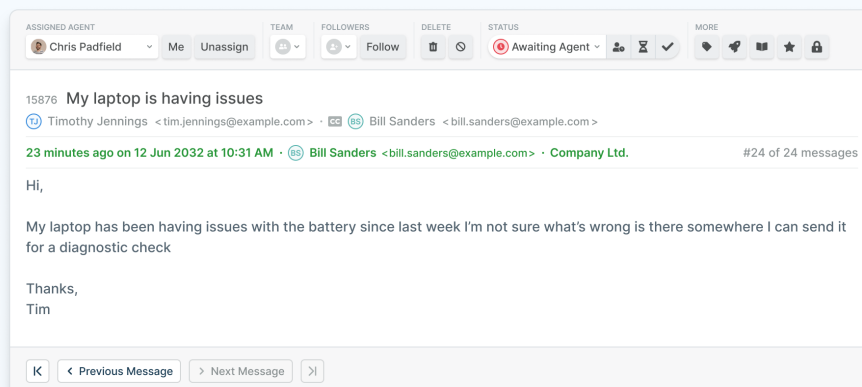 ASSIGNED AGENT TEAM FOLLOWERS DELETE STATUS MORE
Chris Padfield Me Unassign Follow Awaiting Agent
15876 My laptop is having issues
TJ Timothy Jennings <tim.jennings@example.com> · CC BS Bill Sanders <bill.sanders@example.com>
23 minutes ago on 12 Jun 2032 at 10:31 AM · BS Bill Sanders <bill.sanders@example.com> · Company Ltd. #24 of 24 messages
Hi,
My laptop has been having issues with the battery since last week I’m not sure what’s wrong is there somewhere I can send it
for a diagnostic check
Thanks,
Tim
Previous Message Next Message